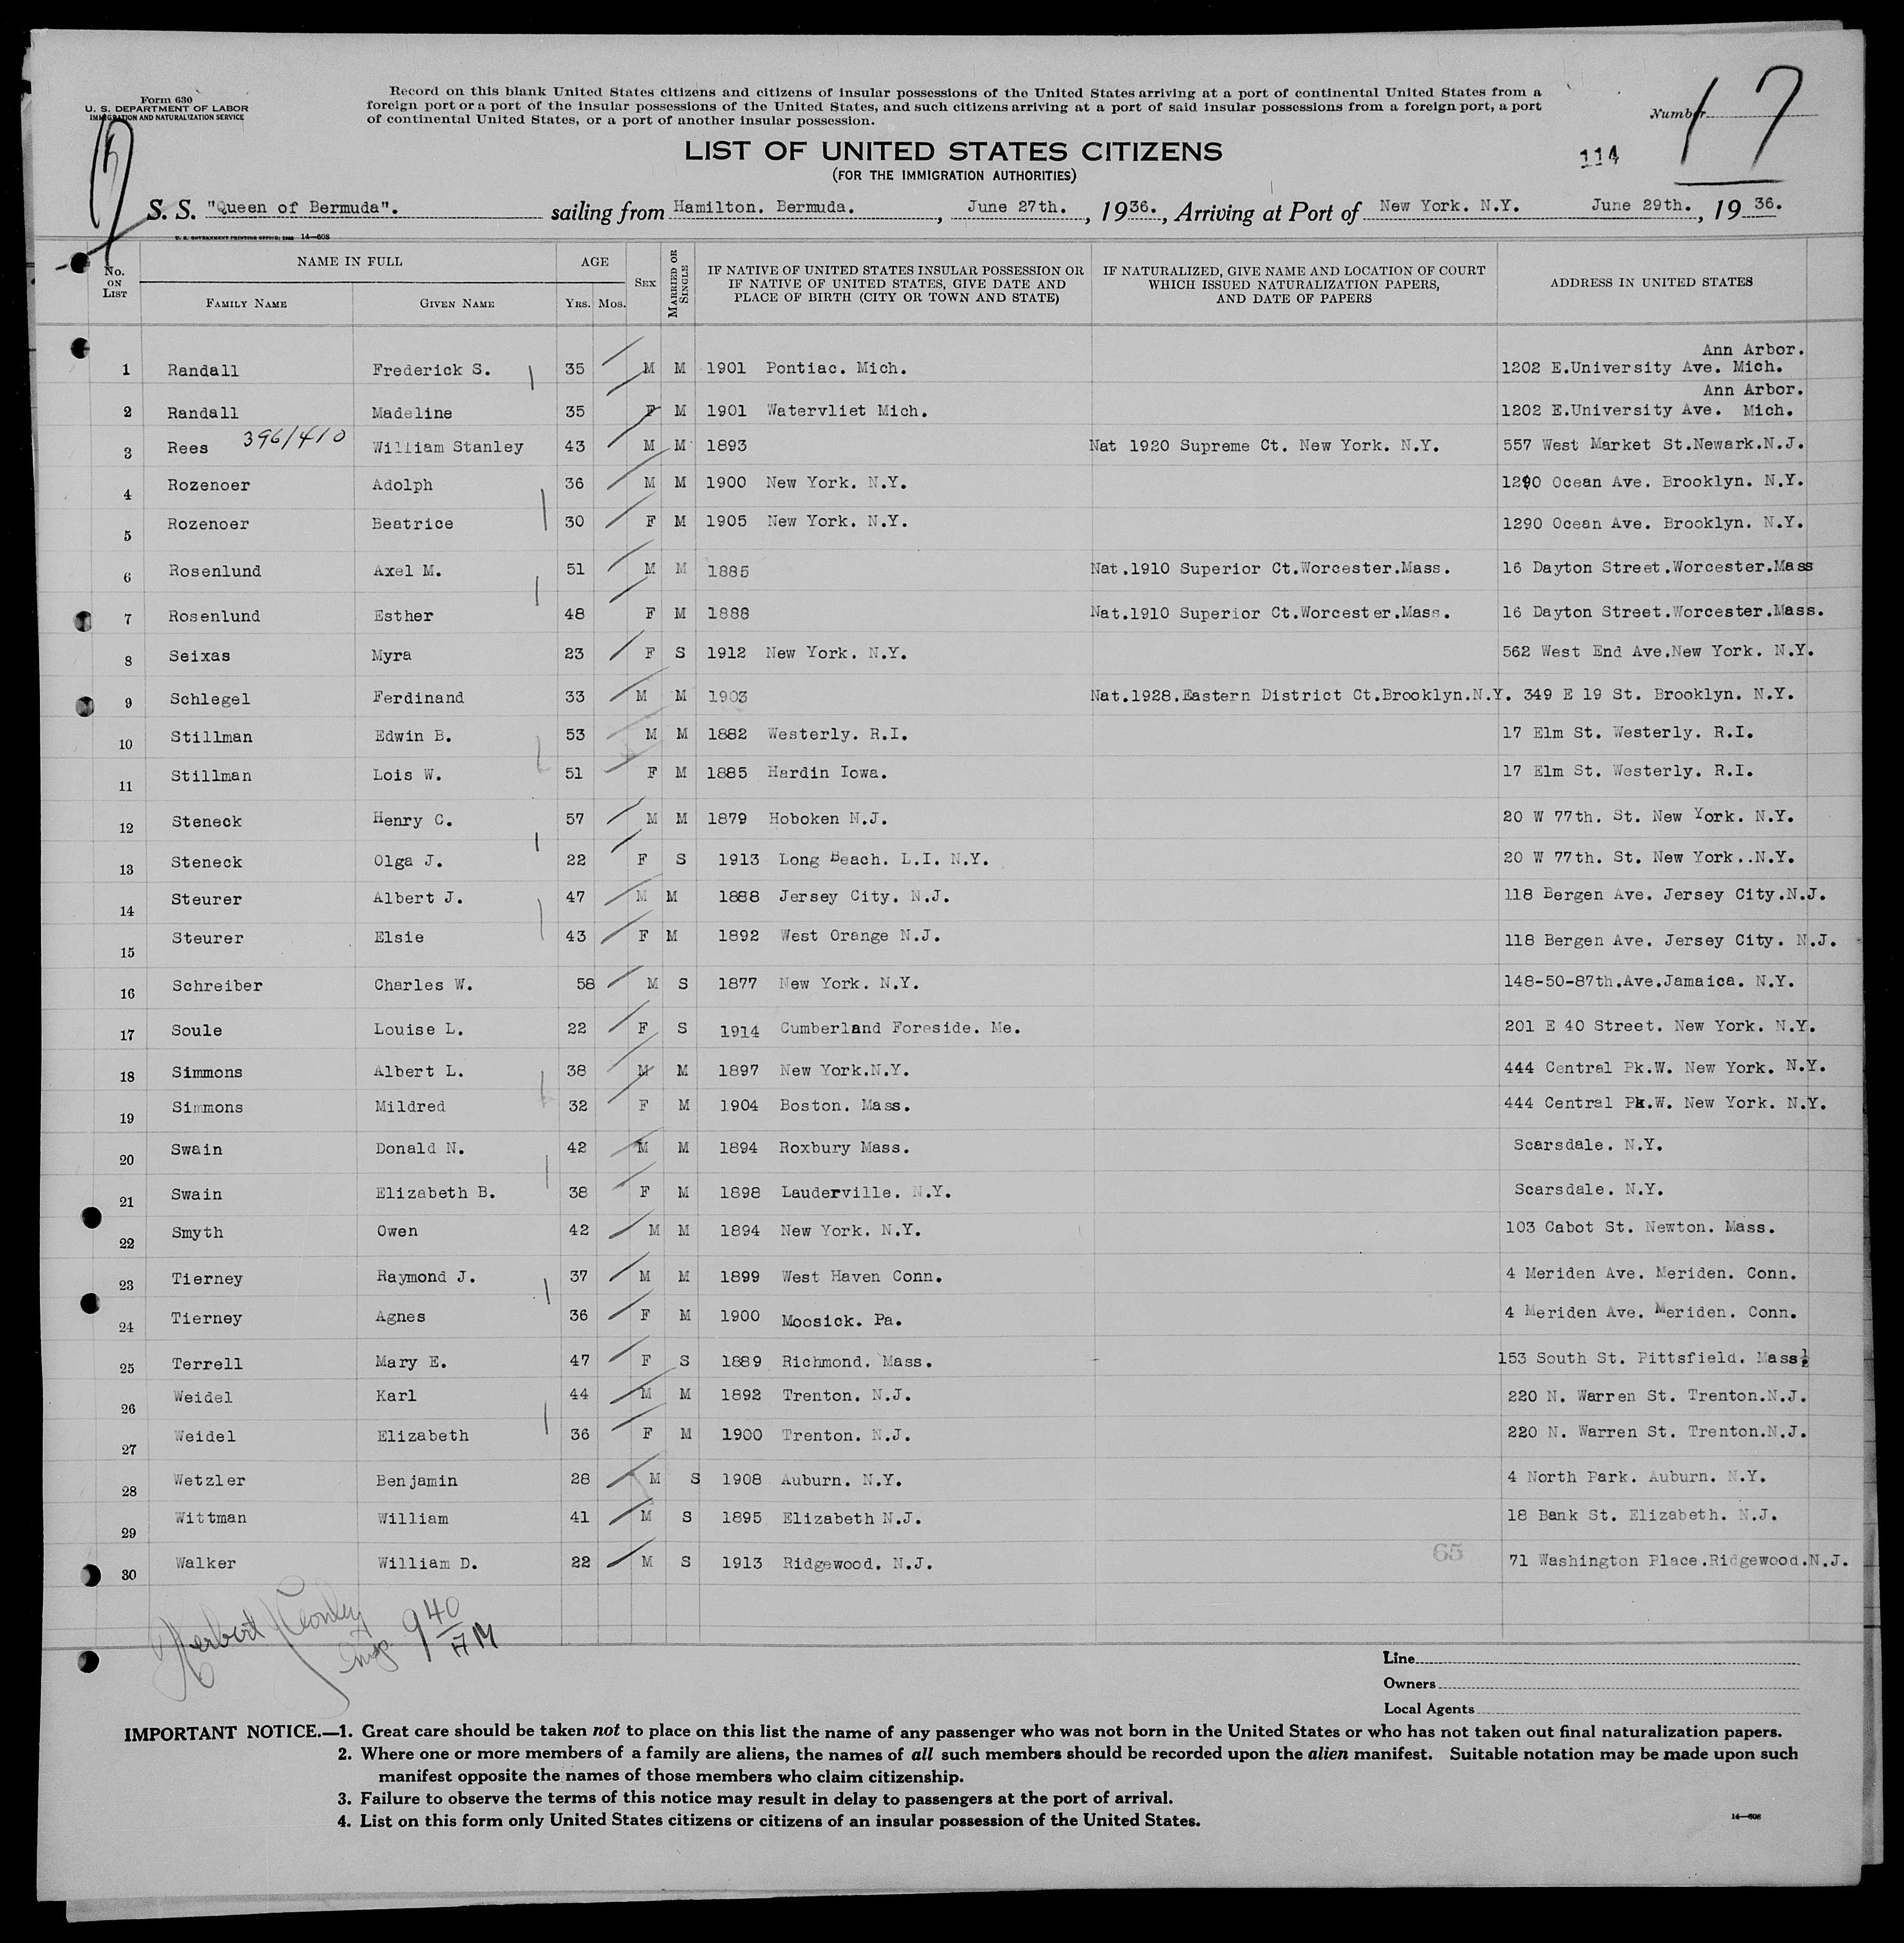 Form 630
U. S. DEPARTMENT OF LABOR
IMMIGRATION AND NATURALIZATION SERVICE
Record on this blank United States citizens and citizens of insular possessions of the United States arriving at a port of continental United States from a
foreign port or a port of the insular possessions of the United States, and such citizens arriving at a port of said insular possessions from a foreign port, a port
of continental United States, or a port of another insular possession.
Number 17
LIST OF UNITED STATES CITIZENS
114
(FOR THE IMMIGRATION AUTHORITIES)
S. S. "Queen of Bermuda". sailing from Hamilton. Bermuda. , June 27th. , 1936. , Arriving at Port of New York. N.Y. June 29th. , 19 36.
14—608
No. ON LIST
NAME IN FULL
FAMILY NAME
GIVEN NAME
AGE
YRS. MOS.
SEX
MARRIED OR SINGLE
IF NATIVE OF UNITED STATES INSULAR POSSESSION OR
IF NATIVE OF UNITED STATES, GIVE DATE AND
PLACE OF BIRTH (CITY OR TOWN AND STATE)
IF NATURALIZED, GIVE NAME AND LOCATION OF COURT
WHICH ISSUED NATURALIZATION PAPERS,
AND DATE OF PAPERS
ADDRESS IN UNITED STATES
Ann Arbor.
1 Randall Frederick S. 35 M M 1901 Pontiac. Mich. 1202 E.University Ave. Mich.
Ann Arbor.
2 Randall Madeline 35 F M 1901 Watervliet Mich. 1202 E.University Ave. Mich.
3 Rees 396/410 William Stanley 43 M M 1893 Nat 1920 Supreme Ct. New York. N.Y. 557 West Market St.Newark.N.J.
4 Rozenoer Adolph 36 M M 1900 New York. N.Y. 1290 Ocean Ave. Brooklyn. N.Y.
5 Rozenoer Beatrice 30 F M 1905 New York. N.Y. 1290 Ocean Ave. Brooklyn. N.Y.
6 Rosenlund Axel M. 51 M M 1885 Nat.1910 Superior Ct.Worcester.Mass. 16 Dayton Street.Worcester.Mass
7 Rosenlund Esther 48 F M 1888 Nat.1910 Superior Ct.Worcester.Mass. 16 Dayton Street.Worcester.Mass.
8 Seixas Myra 23 F S 1912 New York. N.Y. 562 West End Ave.New York. N.Y.
9 Schlegel Ferdinand 33 M M 1903 Nat.1928.Eastern District Ct.Brooklyn.N.Y. 349 E 19 St. Brooklyn. N.Y.
10 Stillman Edwin B. 53 M M 1882 Westerly. R.I. 17 Elm St. Westerly. R.I.
11 Stillman Lois W. 51 F M 1885 Hardin Iowa. 17 Elm St. Westerly. R.I.
12 Steneck Henry C. 57 M M 1879 Hoboken N.J. 20 W 77th. St. New York. N.Y.
13 Steneck Olga J. 22 F S 1913 Long Beach. L.I. N.Y. 20 W 77th. St. New York..N.Y.
14 Steurer Albert J. 47 M M 1888 Jersey City. N.J. 118 Bergen Ave. Jersey City.N.J.
15 Steurer Elsie 43 F M 1892 West Orange N.J. 118 Bergen Ave. Jersey City. N.J.
16 Schreiber Charles W. 58 M S 1877 New York. N.Y. 148-50-87th.Ave.Jamaica. N.Y.
17 Soule Louise L. 22 F S 1914 Cumberland Foreside. Me. 201 E 40 Street. New York. N.Y.
18 Simmons Albert L. 38 M M 1897 New York.N.Y. 444 Central Pk.W. New York. N.Y.
19 Simmons Mildred 32 F M 1904 Boston. Mass. 444 Central Pk.W. New York. N.Y.
20 Swain Donald N. 42 M M 1894 Roxbury Mass. Scarsdale. N.Y.
21 Swain Elizabeth B. 38 F M 1898 Lauderville. N.Y. Scarsdale. N.Y.
22 Smyth Owen 42 M M 1894 New York. N.Y. 103 Cabot St. Newton. Mass.
23 Tierney Raymond J. 37 M M 1899 West Haven Conn. 4 Meriden Ave. Meriden. Conn.
24 Tierney Agnes 36 F M 1900 Moosick. Pa. 4 Meriden Ave. Meriden. Conn.
25 Terrell Mary E. 47 F S 1889 Richmond. Mass. 153 South St. Pittsfield. Mass.
26 Weidel Karl 44 M M 1892 Trenton. N.J. 220 N. Warren St. Trenton.N.J.
27 Weidel Elizabeth 36 F M 1900 Trenton. N.J. 220 N. Warren St. Trenton.N.J.
28 Wetzler Benjamin 28 M S 1908 Auburn. N.Y. 4 North Park. Auburn. N.Y.
29 Wittman William 41 M S 1895 Elizabeth N.J. 18 Bank St. Elizabeth. N.J.
30 Walker William D. 22 M S 1913 Ridgewood. N.J. 65 71 Washington Place.Ridgewood.N.J.
Herbert 9 40 AM
Line
Owners
Local Agents
IMPORTANT NOTICE.—1. Great care should be taken not to place on this list the name of any passenger who was not born in the United States or who has not taken out final naturalization papers.
2. Where one or more members of a family are aliens, the names of all such members should be recorded upon the alien manifest. Suitable notation may be made upon such
manifest opposite the names of those members who claim citizenship.
3. Failure to observe the terms of this notice may result in delay to passengers at the port of arrival.
4. List on this form only United States citizens or citizens of an insular possession of the United States.
14—608